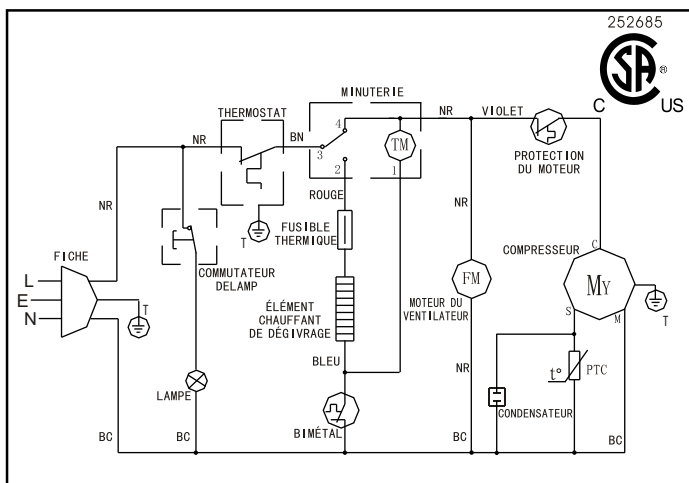 252685
C SA ® US
MINUTERIE
THERMOSTAT
NR
BN
4
3
2
TM
1
NR
VIOLET
PROTECTION
DU MOTEUR
ROUGE
NR
FICHE
L
E
N
T
COMMUTATEUR
DELAMP
T
FUSIBLE
THERMIQUE
NR
COMPRESSEUR
C
MY
S
M
T
FM
MOTEUR DU
VENTILATEUR
ÉLÉMENT
CHAUFFANT
DE DÉGIVRAGE
BLEU
NR
t°
PTC
CONDENSATEUR
LAMPE
BIMÉTAL
BC
BC
BC
BC